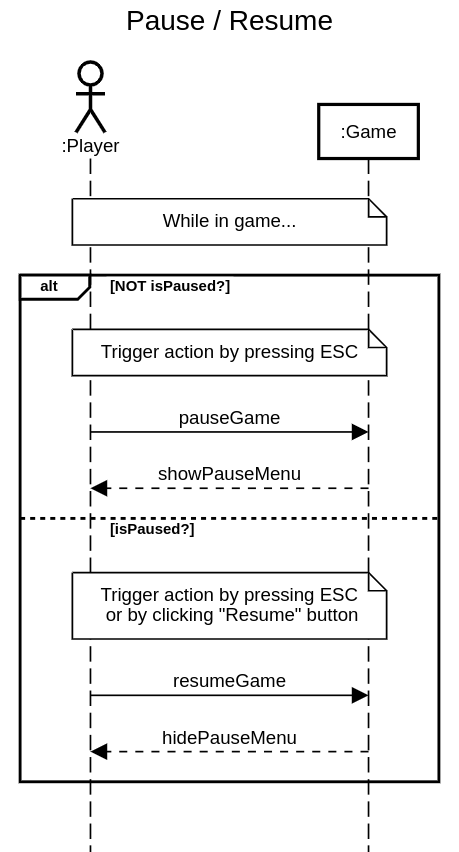 Pause / Resume
:Player
:Game
While in game...
alt
[NOT isPaused?]
Trigger action by pressing ESC
pauseGame
showPauseMenu
[isPaused?]
Trigger action by pressing ESC
or by clicking "Resume" button
resumeGame
hidePauseMenu